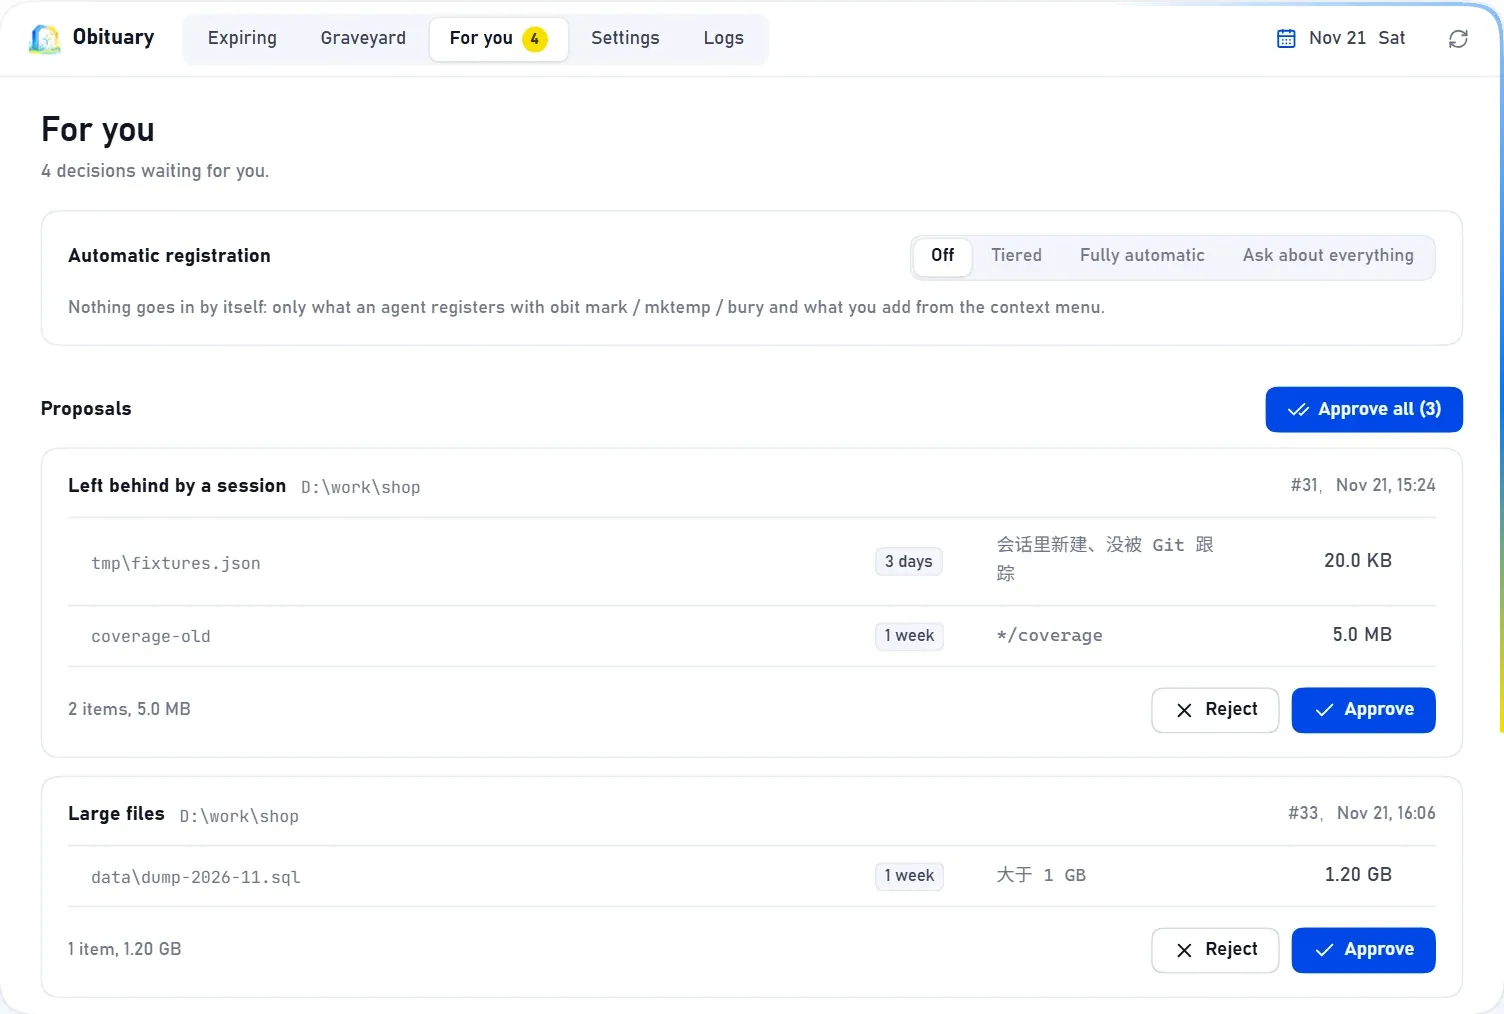 Obituary
Expiring
Graveyard
For you 4
Settings
Logs
Nov 21 Sat
For you
4 decisions waiting for you.
Automatic registration
Off
Tiered
Fully automatic
Ask about everything
Nothing goes in by itself: only what an agent registers with obit mark / mktemp / bury and what you add from the context menu.
Proposals
Approve all (3)
Left behind by a session D:\work\shop
#31, Nov 21, 15:24
tmp\fixtures.json
3 days
会话里新建、没被 Git 跟
踪
20.0 KB
coverage-old
1 week
*/coverage
5.0 MB
2 items, 5.0 MB
Reject
Approve
Large files D:\work\shop
#33, Nov 21, 16:06
data\dump-2026-11.sql
1 week
大于 1 GB
1.20 GB
1 item, 1.20 GB
Reject
Approve